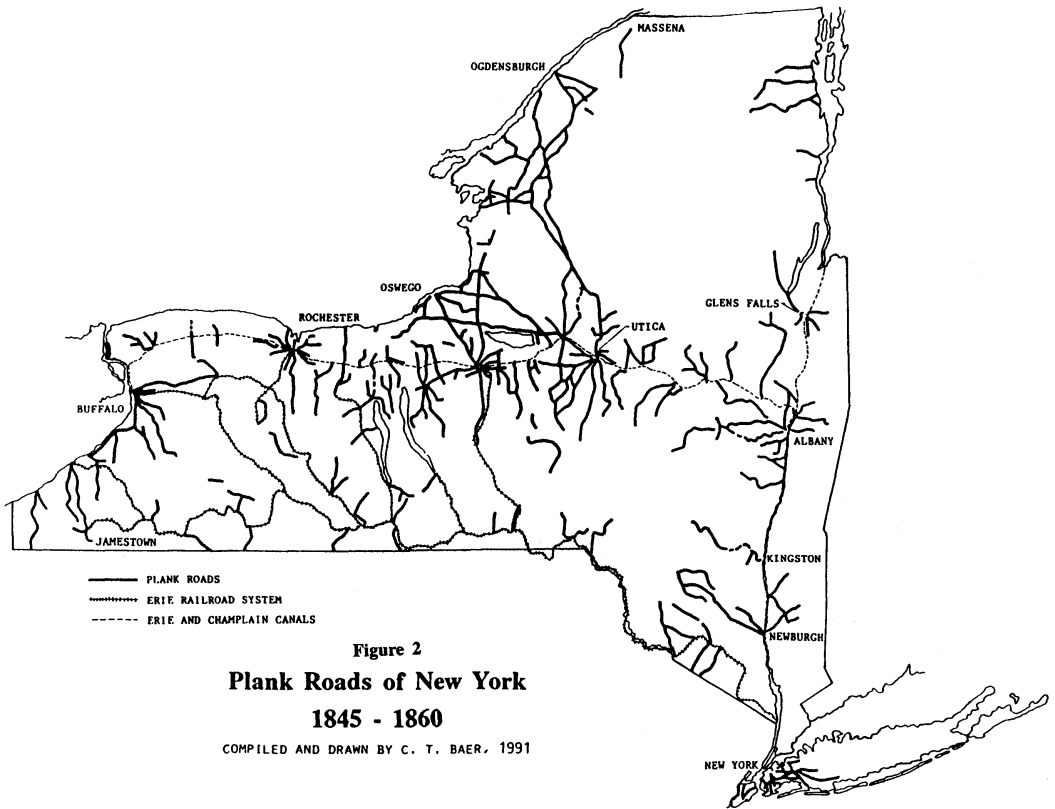 MASSENA
OGDENSBURGH
OSWEGO
GLENS FALLS
ROCHESTER
UTICA
BUFFALO
ALBANY
JAMESTOWN
KINGSTON
PLANK ROADS
ERIE RAILROAD SYSTEM
ERIE AND CHAMPLAIN CANALS
NEWBURGH
Figure 2
Plank Roads of New York
1845 - 1860
COMPILED AND DRAWN BY C. T. BAER, 1991
NEW YORK